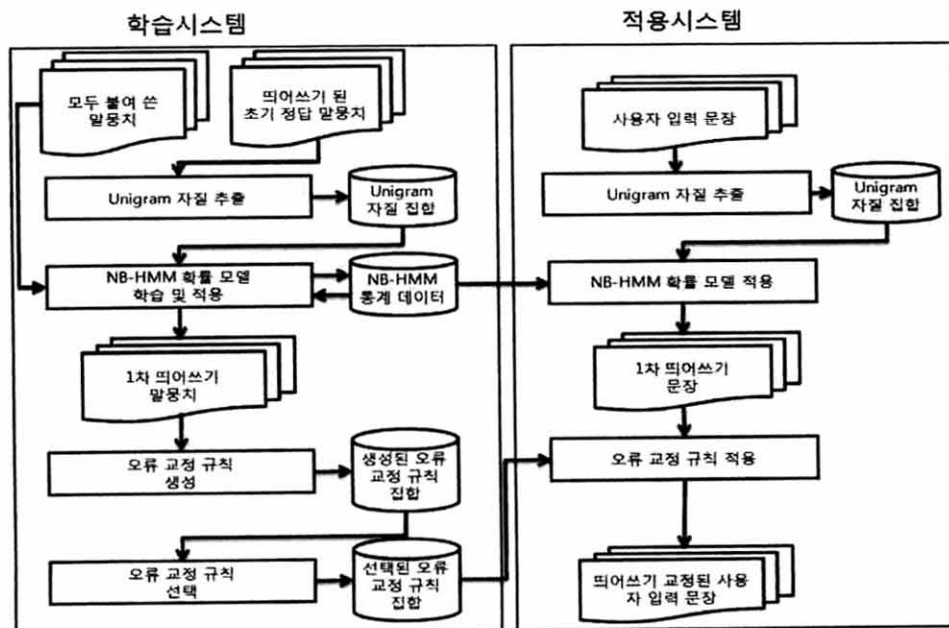 학습시스템
모두 붙여 쓴
말뭉치
띄어쓰기 된
초기 정답 말뭉치
Unigram 자질 추출
Unigram
자질 집합
NB-HMM 확률 모델
학습 및 적용
NB-HMM
통계 데이터
1차 띄어쓰기
말뭉치
오류 교정 규칙
생성
생성된 오류
교정 규칙
집합
오류 교정 규칙
선택
선택된 오류
교정 규칙
집합
적용시스템
사용자 입력 문장
Unigram 자질 추출
Unigram
자질 집합
NB-HMM 확률 모델 적용
1차 띄어쓰기
문장
오류 교정 규칙 적용
띄어쓰기 교정된 사용
자 입력 문장